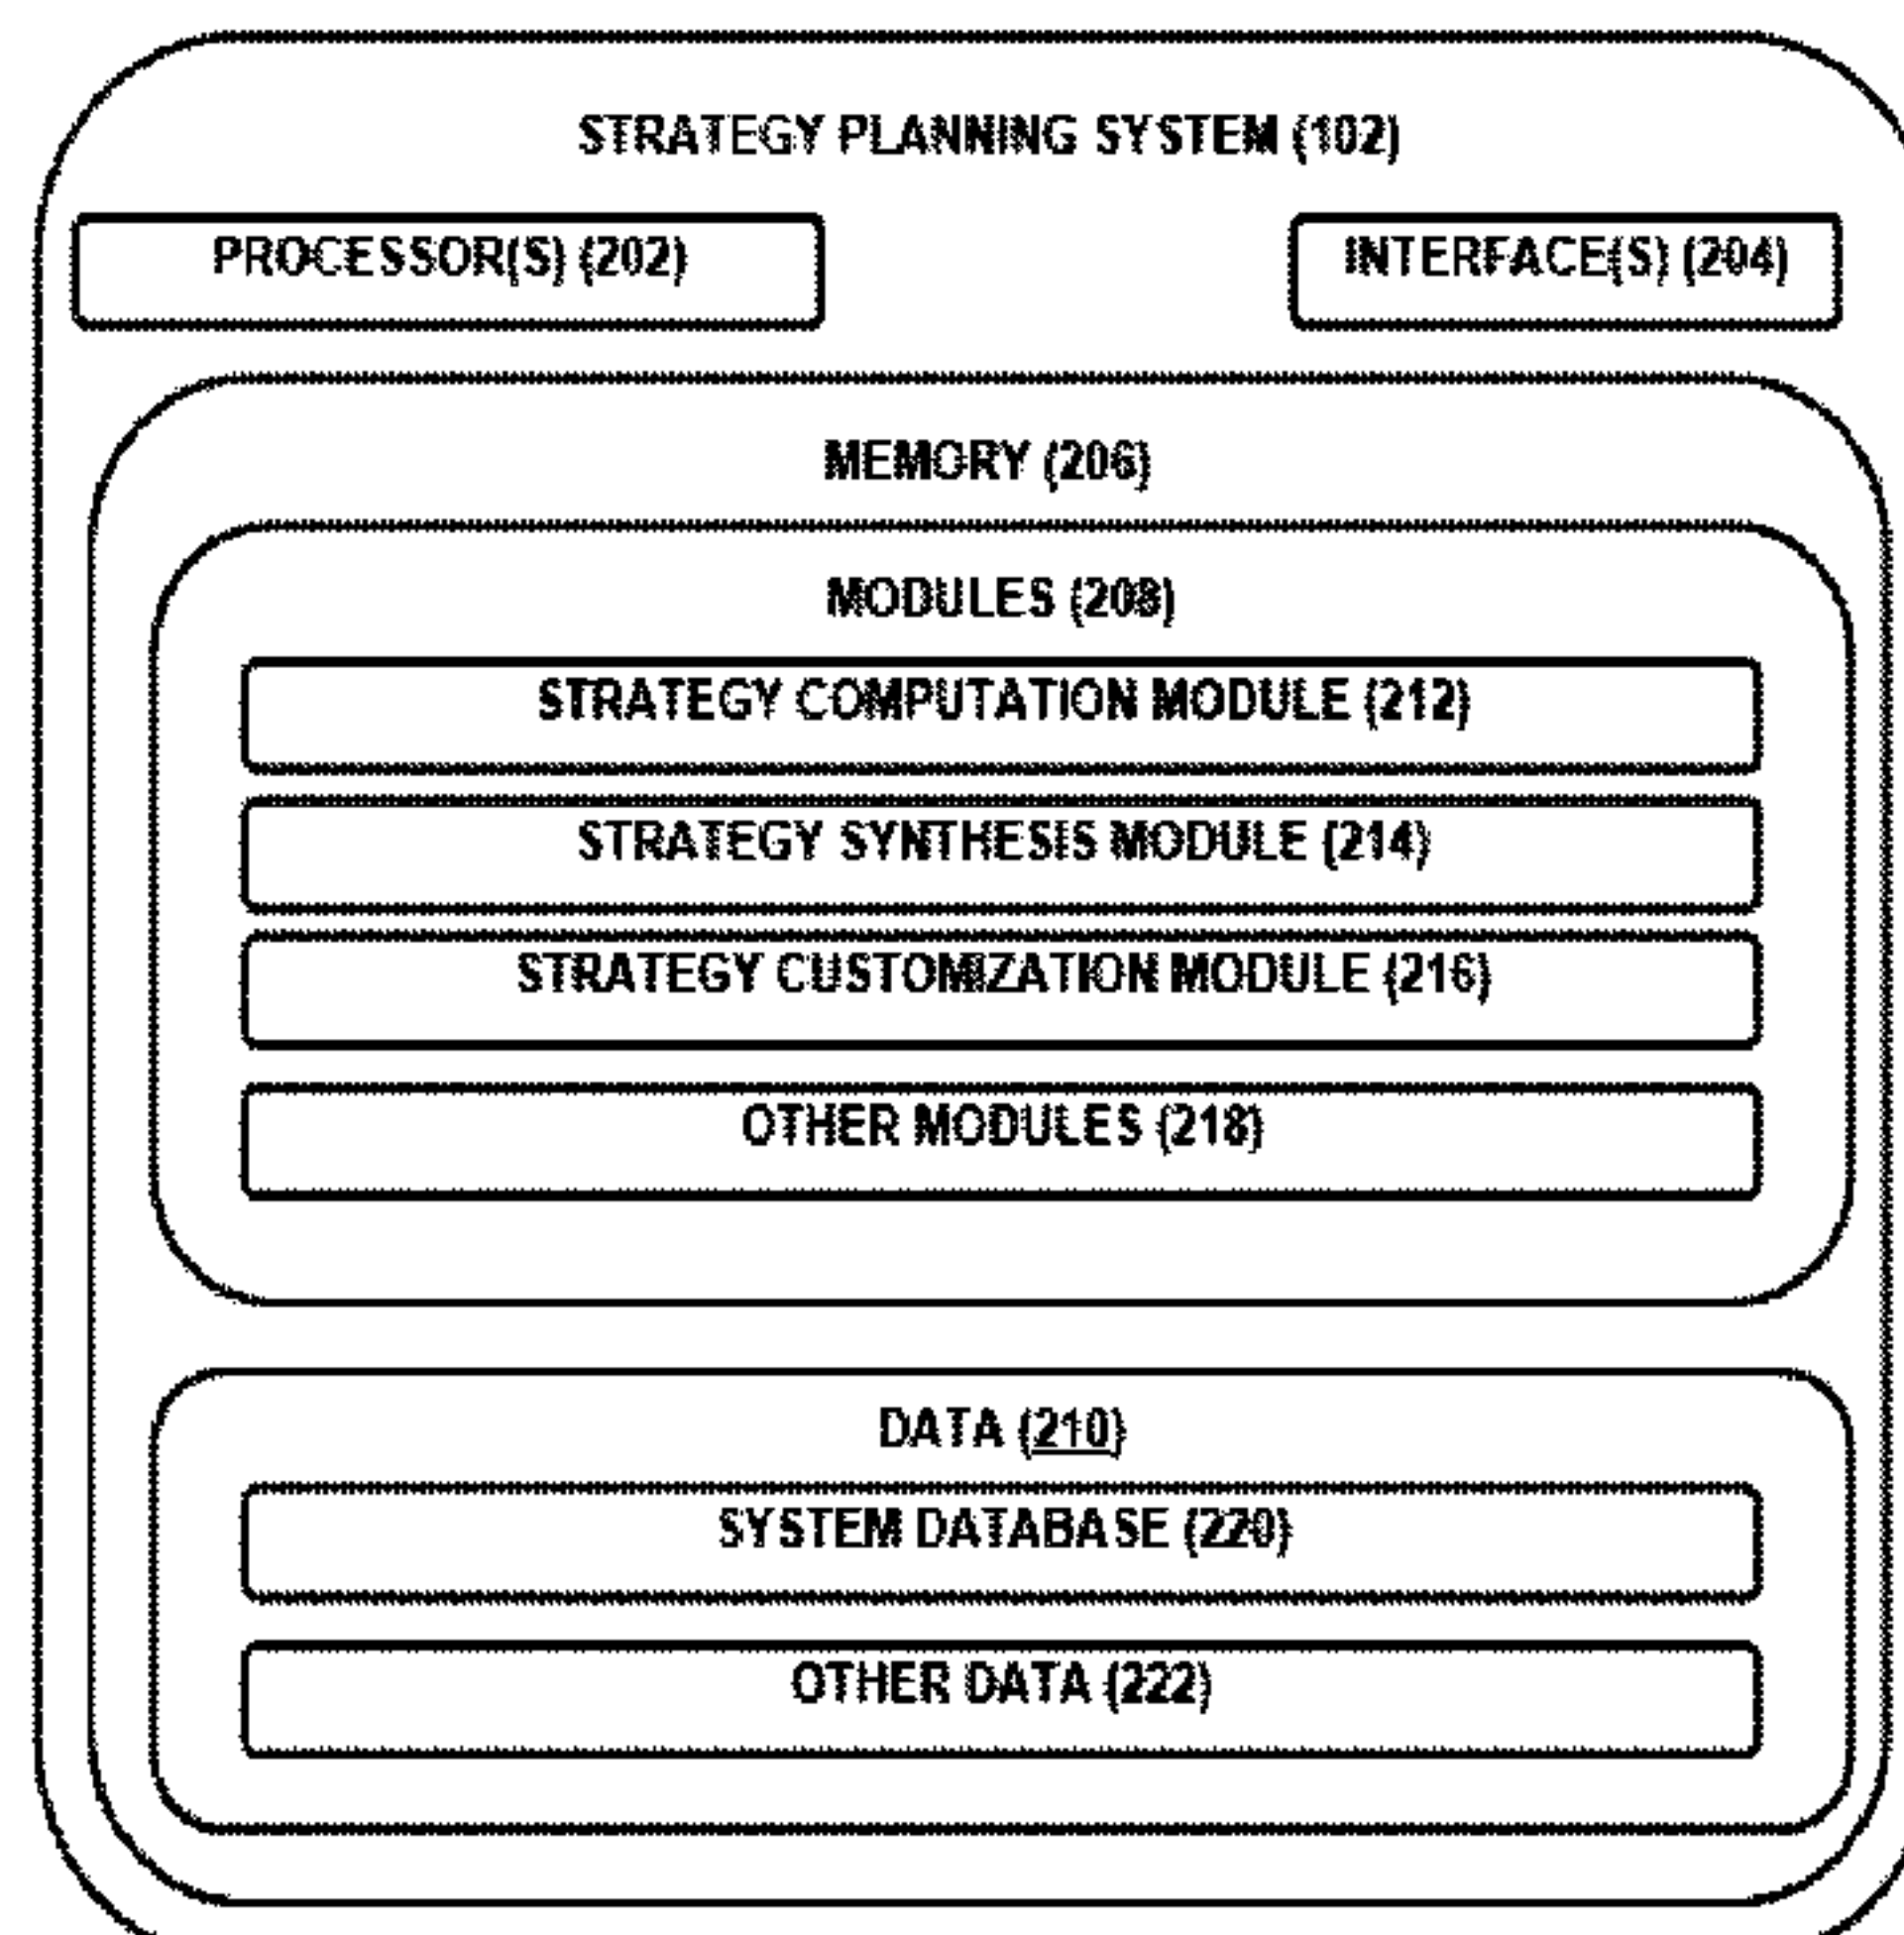 STRATEGY PLANNING SYSTEM (102)
PROCESSOR(S) (202)
INTERFACE(S) (204)
MEMORY (206)
MODULES (208)
STRATEGY COMPUTATION MODULE (212)
STRATEGY SYNTHESIS MODULE (214)
STRATEGY CUSTOMIZATION MODULE (216)
OTHER MODULES (218)
DATA (210)
SYSTEM DATABASE (220)
OTHER DATA (222)